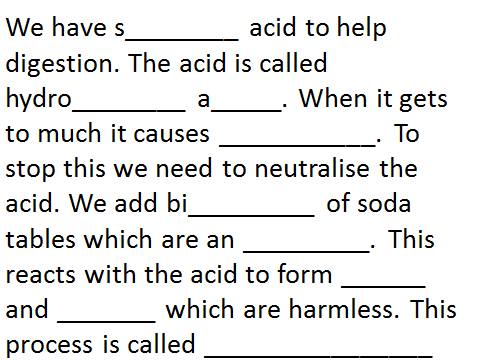 We have s________ acid to help
digestion. The acid is called
hydro________ a_____. When it gets
to much it causes ___________. To
stop this we need to neutralise the
acid. We add bi_________ of soda
tables which are an _________. This
reacts with the acid to form ______
and _______ which are harmless. This
process is called ________________